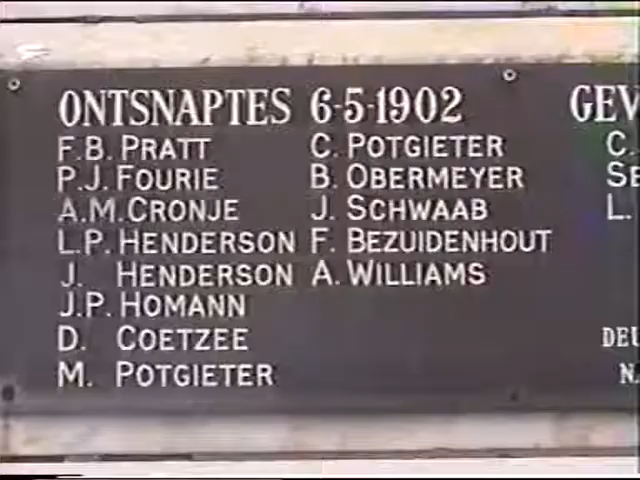 ONTSNAPTES 6-5-1902
F.B. PRATT
P.J. FOURIE
A.M. CRONJE
L.P. HENDERSON
J. HENDERSON
J.P. HOMANN
D. COETZEE
M. POTGIETER
C. POTGIETER
B. OBERMEYER
J. SCHWAAB
F. BEZUIDENHOUT
A. WILLIAMS
GEV
C.
SE
L.
DEU
N.